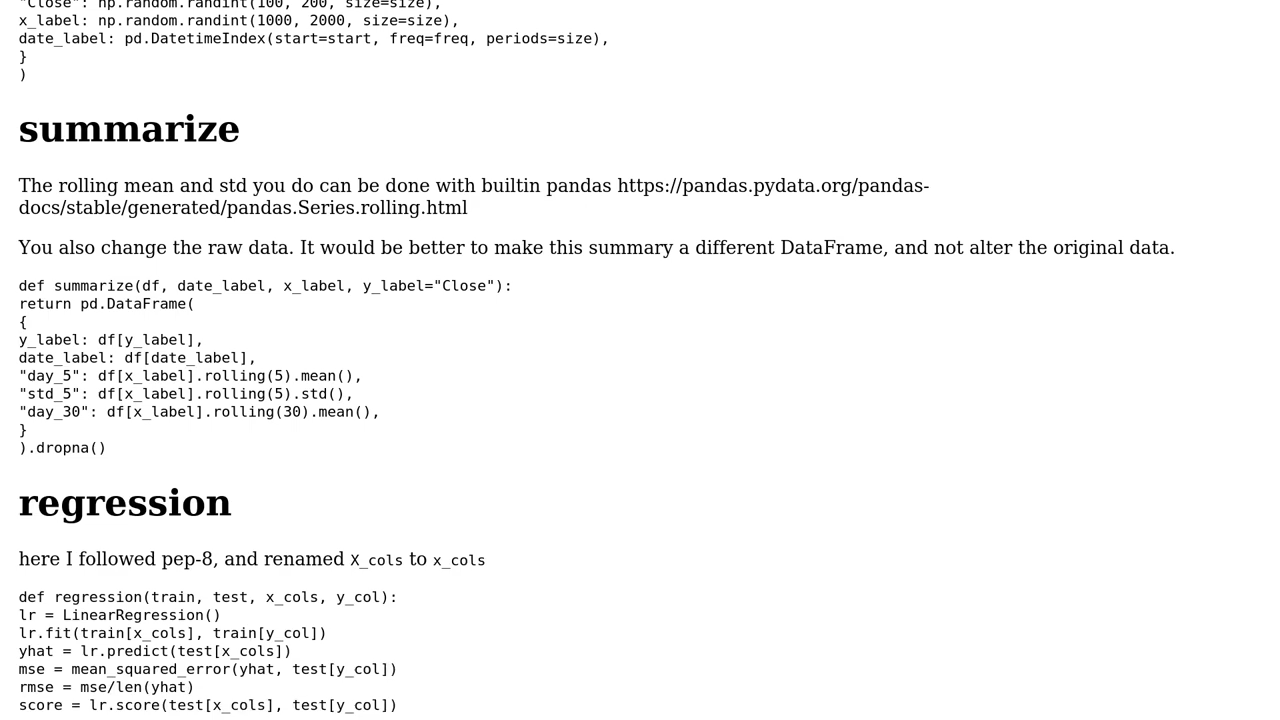 "Close": np.random.randint(100, 200, size=size),
x_label: np.random.randint(1000, 2000, size=size),
date_label: pd.DatetimeIndex(start=start, freq=freq, periods=size),
}
)
summarize
The rolling mean and std you do can be done with builtin pandas https://pandas.pydata.org/pandas-
docs/stable/generated/pandas.Series.rolling.html
You also change the raw data. It would be better to make this summary a different DataFrame, and not alter the original data.
def summarize(df, date_label, x_label, y_label="Close"):
return pd.DataFrame(
{
y_label: df[y_label],
date_label: df[date_label],
"day_5": df[x_label].rolling(5).mean(),
"std_5": df[x_label].rolling(5).std(),
"day_30": df[x_label].rolling(30).mean(),
}
).dropna()
regression
here I followed pep-8, and renamed X_cols to x_cols
def regression(train, test, x_cols, y_col):
lr = LinearRegression()
lr.fit(train[x_cols], train[y_col])
yhat = lr.predict(test[x_cols])
mse = mean_squared_error(yhat, test[y_col])
rmse = mse/len(yhat)
score = lr.score(test[x_cols], test[y_col])